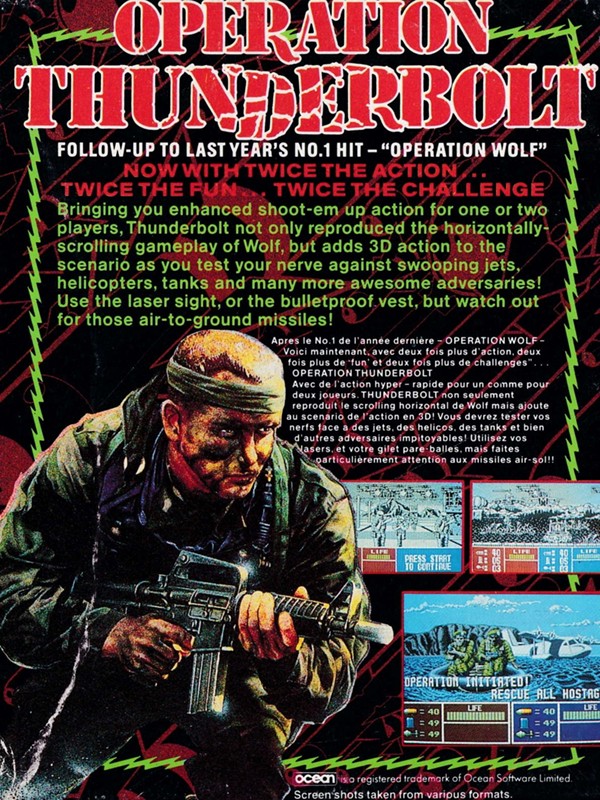 OPERATION
THUNDERBOLT
FOLLOW-UP TO LAST YEAR'S NO.1 HIT – "OPERATION WOLF"
NOW WITH TWICE THE ACTION...
TWICE THE FUN... TWICE THE CHALLENGE
Bringing you enhanced shoot-em up action for one or two
players, Thunderbolt not only reproduced the horizontally-
scrolling gameplay of Wolf, but adds 3D action to the
scenario as you test your nerve against swooping jets,
helicopters, tanks and many more awesome adversaries!
Use the laser sight, or the bulletproof vest, but watch out
for those air-to-ground missiles!
Apres le No.1 de l'année dernière – OPERATION WOLF –
Voici maintenant, avec deux fois plus d'action, deux
fois plus de 'fun' et deux fois plus de challenges"...
OPERATION THUNDERBOLT
Avec de l'action hyper – rapide pour un comme pour
deux joueurs. THUNDERBOLT non seulement
reproduit le scrolling horizontal de Wolf mais ajoute
au scenario de l'action en 3D! Vous devrez tester vos
nerfs face a des jets, des helicos, des tanks et bien
d'autres adversaires impitoyables! Utilisez vos
lasers, et votre gilet pare-balles, mais faites
particulièrement attention aux missiles air-sol!!
LIFE
PRESS START
TO CONTINUE
LIFE
LIFE
OPERATION INITIATED!
RESCUE ALL HOSTAG
LIFE
LIFE
= 40
= 49
= 49
= 40
= 49
= 49
ocean is a registered trademark of Ocean Software Limited.
Screen shots taken from various formats.